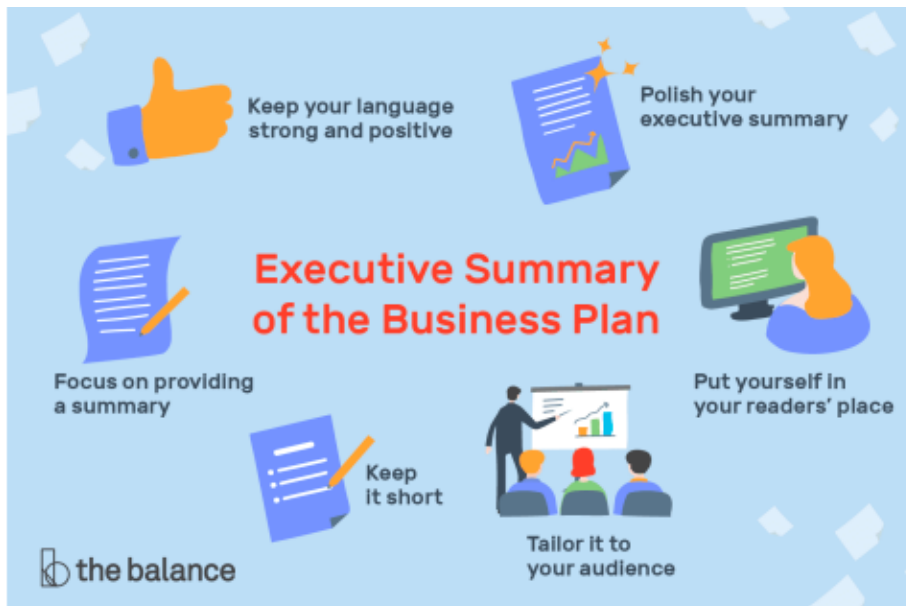 Keep your language
strong and positive
Polish your
executive summary
Executive Summary
of the Business Plan
Focus on providing
a summary
Put yourself in
your readers' place
Keep
it short
Tailor it to
your audience
the balance